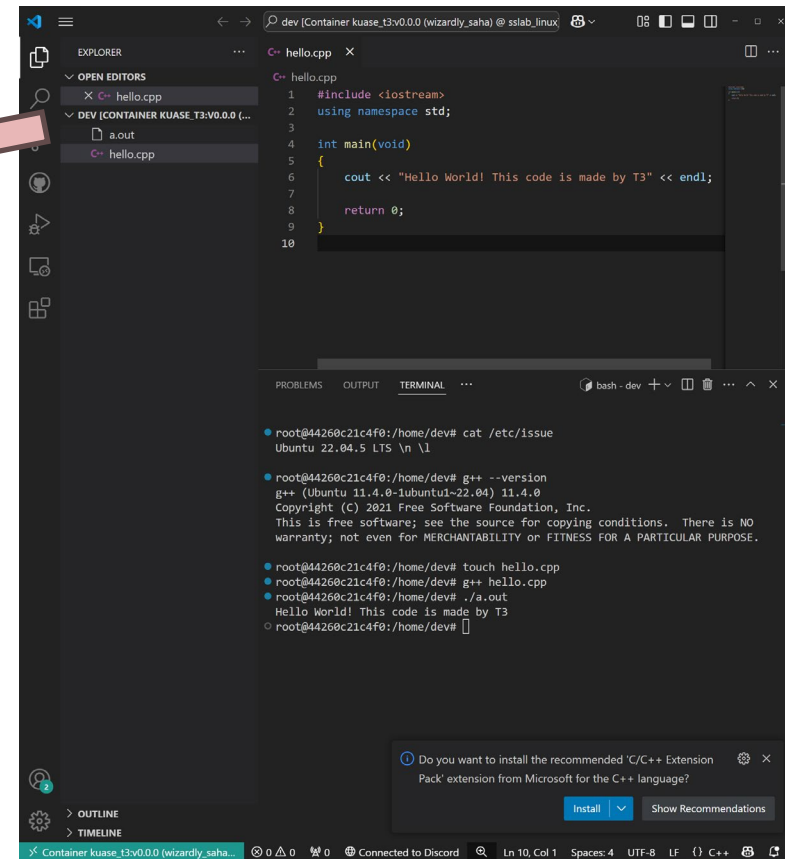 dev [Container kuase_t3:v0.0.0 (wizardly_saha) @ sslab_linux]
EXPLORER
OPEN EDITORS
hello.cpp
DEV [CONTAINER KUASE_T3:V0.0.0 (...
a.out
hello.cpp
hello.cpp
hello.cpp
1 #include <iostream>
2 using namespace std;
3
4 int main(void)
5 {
6 cout << "Hello World! This code is made by T3" << endl;
7
8 return 0;
9 }
10
PROBLEMS OUTPUT TERMINAL ... bash - dev
root@44260c21c4f0:/home/dev# cat /etc/issue
Ubuntu 22.04.5 LTS \n \l
root@44260c21c4f0:/home/dev# g++ --version
g++ (Ubuntu 11.4.0-1ubuntu1~22.04) 11.4.0
Copyright (C) 2021 Free Software Foundation, Inc.
This is free software; see the source for copying conditions.  There is NO
warranty; not even for MERCHANTABILITY or FITNESS FOR A PARTICULAR PURPOSE.
root@44260c21c4f0:/home/dev# touch hello.cpp
root@44260c21c4f0:/home/dev# g++ hello.cpp
root@44260c21c4f0:/home/dev# ./a.out
Hello World! This code is made by T3
root@44260c21c4f0:/home/dev#
Do you want to install the recommended 'C/C++ Extension
Pack' extension from Microsoft for the C++ language?
Install Show Recommendations
2
OUTLINE
TIMELINE
Container kuase_t3:v0.0.0 (wizardly_saha... 0 0 0 Connected to Discord Ln 10, Col 1 Spaces: 4 UTF-8 LF {} C++